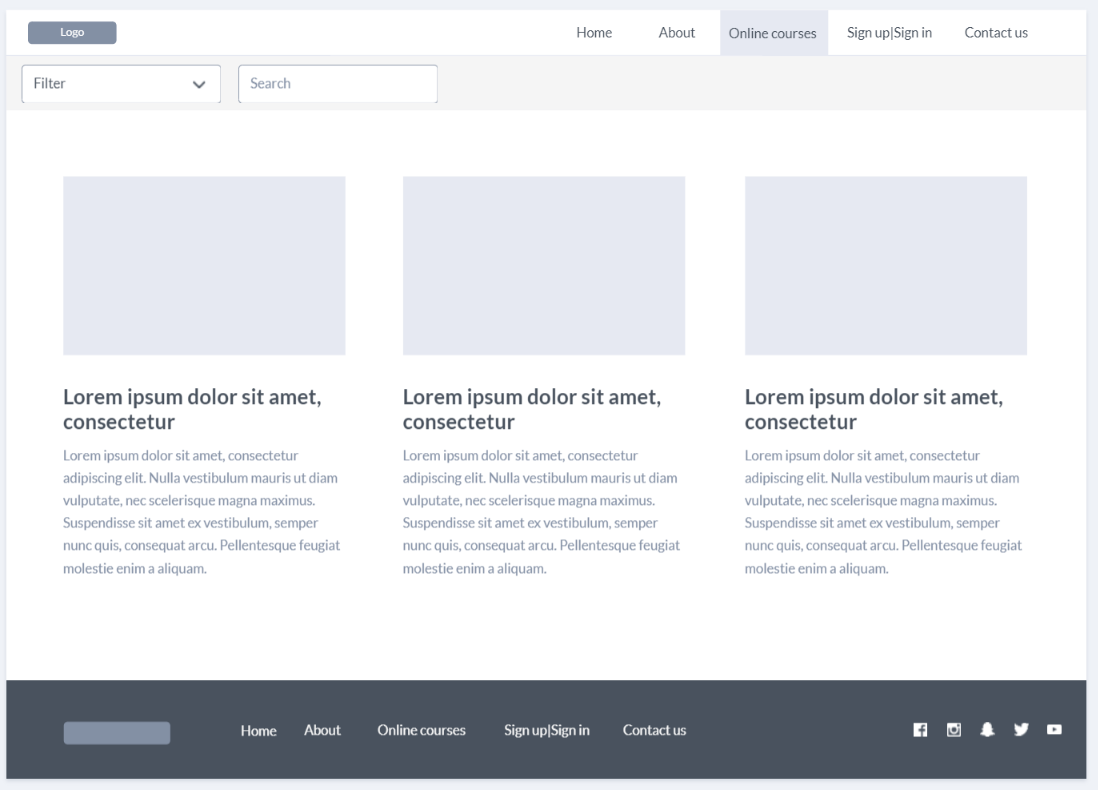 Logo
Home About Online courses Sign up|Sign in Contact us
Filter Search
Lorem ipsum dolor sit amet,
consectetur
Lorem ipsum dolor sit amet, consectetur
adipiscing elit. Nulla vestibulum mauris ut diam
vulputate, nec scelerisque magna maximus.
Suspendisse sit amet ex vestibulum, semper
nunc quis, consequat arcu. Pellentesque feugiat
molestie enim a aliquam.
Lorem ipsum dolor sit amet,
consectetur
Lorem ipsum dolor sit amet, consectetur
adipiscing elit. Nulla vestibulum mauris ut diam
vulputate, nec scelerisque magna maximus.
Suspendisse sit amet ex vestibulum, semper
nunc quis, consequat arcu. Pellentesque feugiat
molestie enim a aliquam.
Lorem ipsum dolor sit amet,
consectetur
Lorem ipsum dolor sit amet, consectetur
adipiscing elit. Nulla vestibulum mauris ut diam
vulputate, nec scelerisque magna maximus.
Suspendisse sit amet ex vestibulum, semper
nunc quis, consequat arcu. Pellentesque feugiat
molestie enim a aliquam.
Home About Online courses Sign up|Sign in Contact us